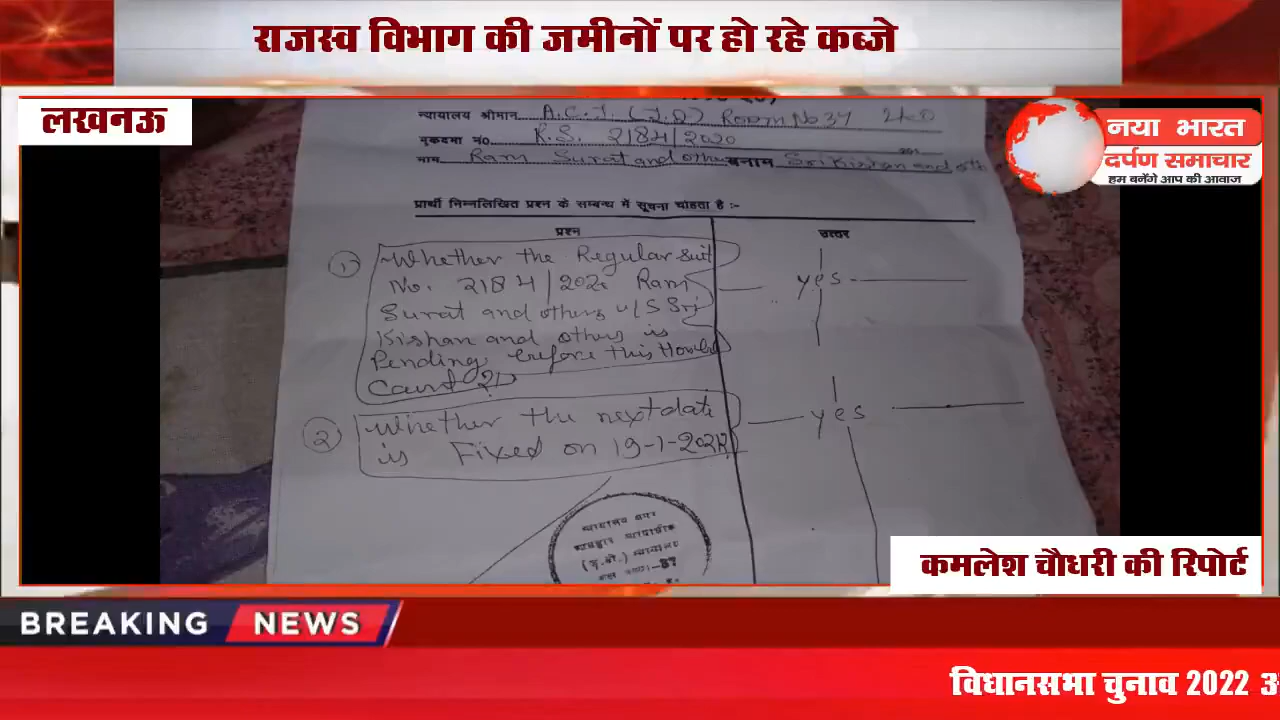 राजस्व विभाग की जमीनों पर हो रहे कब्जे
लखनऊ
नया भारत
दर्पण समाचार
हम बनेंगे आप की आवाज
न्यायालय श्रीमान A.C.J. (J.D) Room No 37
मुकदमा नं० R.S. 2184/2020
नाम Ram Surat and others बनाम Sri Kishan and oth
प्रार्थी निम्नलिखित प्रश्न के सम्बन्ध में सूचना चाहता है :-
प्रश्न उत्तर
1 Whether the Regular Suit
No. 2184/2020 Ram
Surat and others v/s Sri
Kishan and others is
Pending before this Hon'ble
Court ?
yes
2 Whether the next date
is Fixed on 19-1-2022
yes
कमलेश चौधरी की रिपोर्ट
BREAKING NEWS
विधानसभा चुनाव 2022